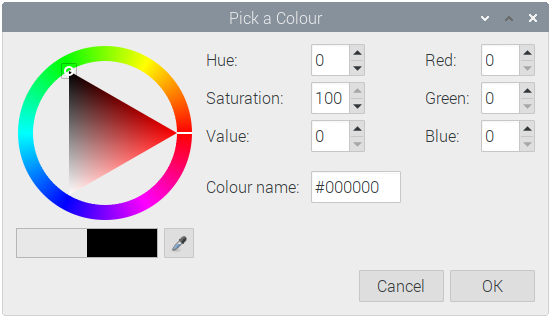 Pick a Colour
Hue: 0 Red: 0
Saturation: 100 Green: 0
Value: 0 Blue: 0
Colour name: #000000
Cancel OK